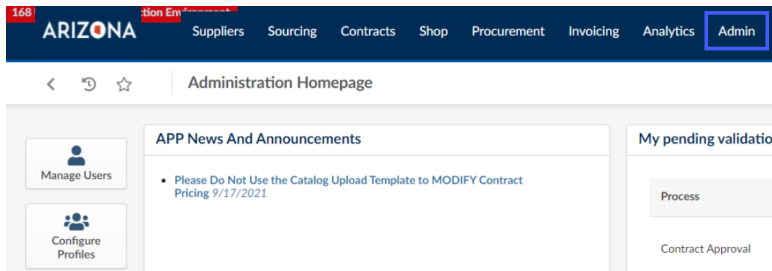 168
ction Environment
ARIZONA Suppliers Sourcing Contracts Shop Procurement Invoicing Analytics Admin
Administration Homepage
APP News And Announcements
My pending validatio
Manage Users
• Please Do Not Use the Catalog Upload Template to MODIFY Contract
Pricing 9/17/2021
Process
Configure
Profiles
Contract Approval